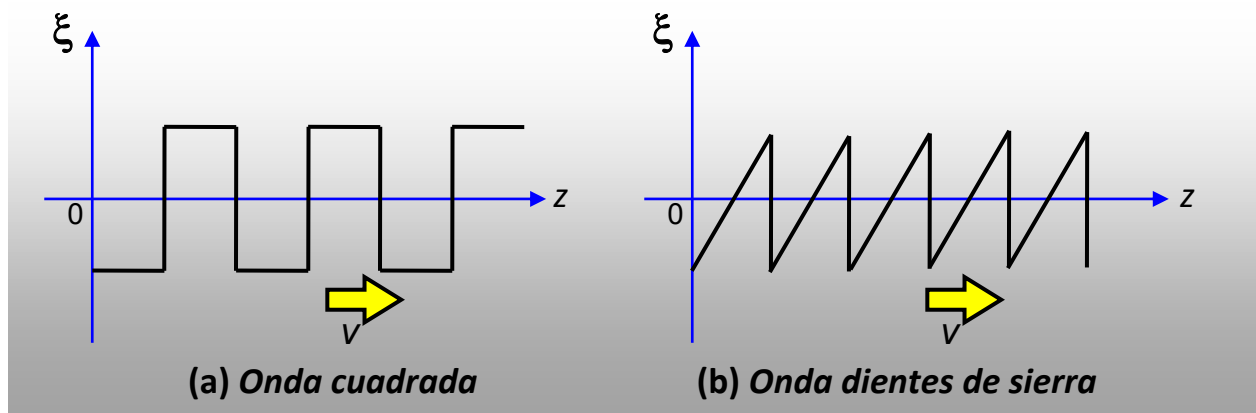 ξ
0
z
v
(a) Onda cuadrada
ξ
0
z
v
(b) Onda dientes de sierra